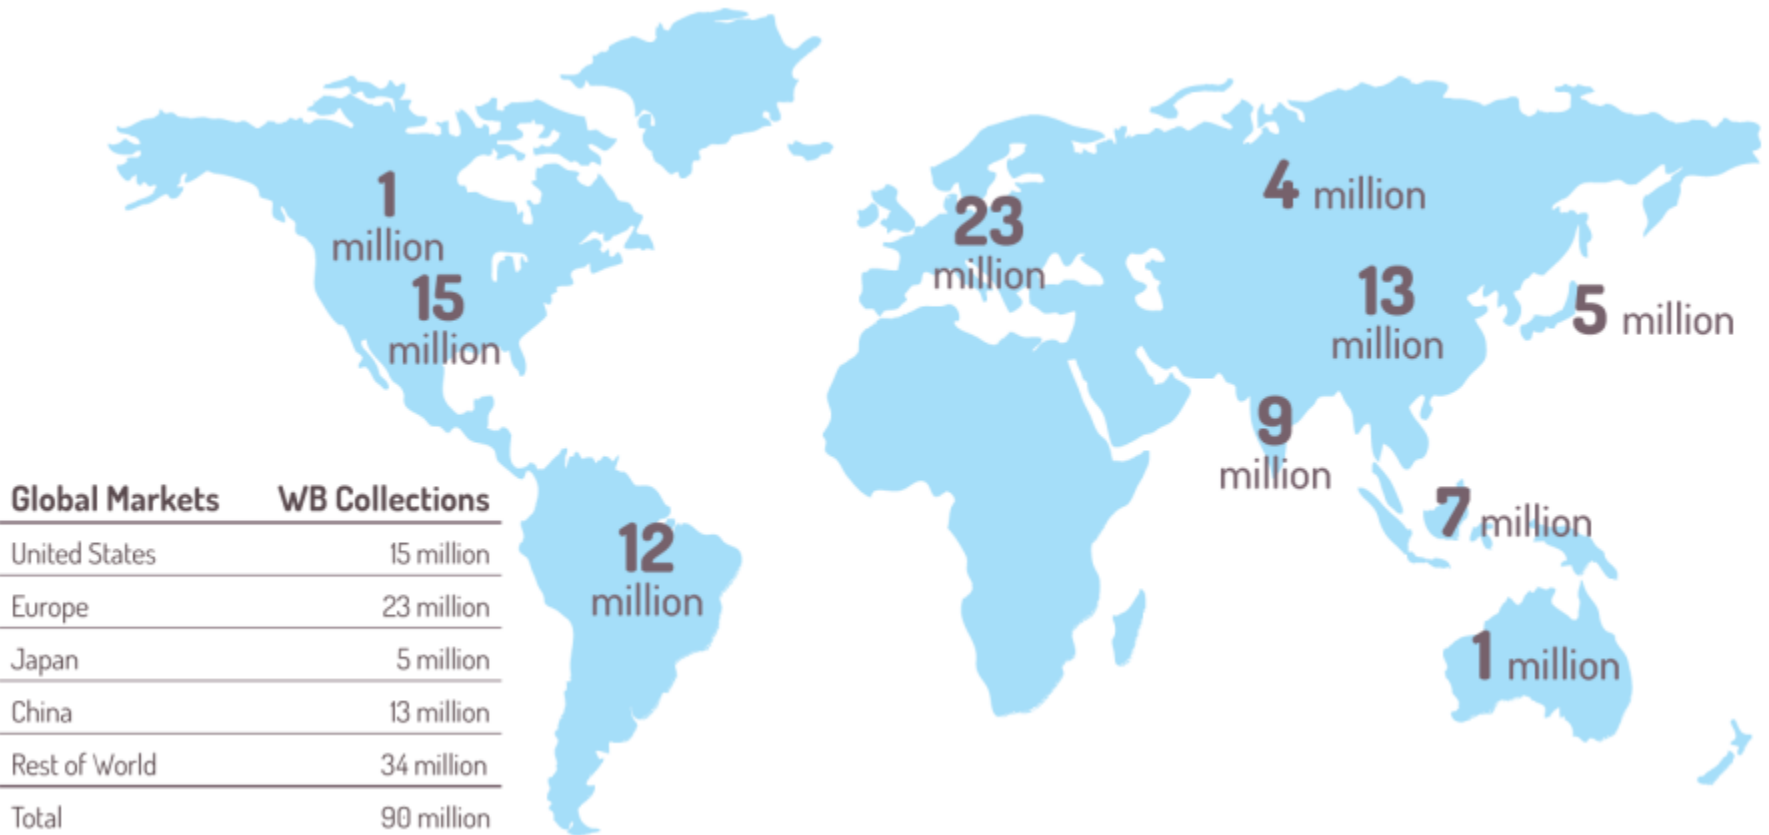 1
million
15
million
23
million
4 million
13
million
5 million
9
million
7 million
12
million
1 million
Global Markets WB Collections
United States 15 million
Europe 23 million
Japan 5 million
China 13 million
Rest of World 34 million
Total 90 million